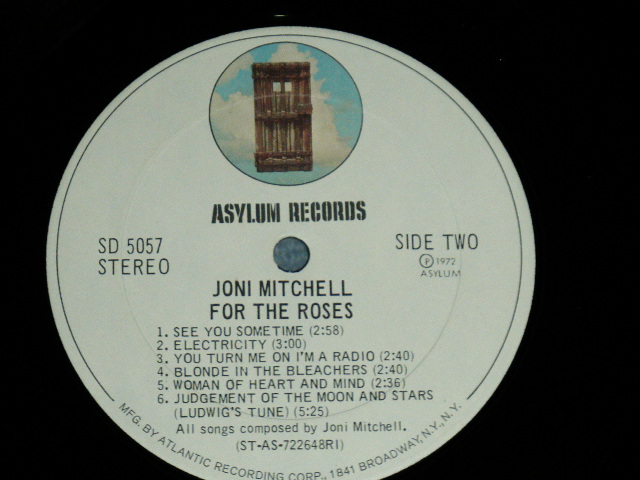 ASYLUM RECORDS
SD 5057
STEREO
SIDE TWO
Ⓟ1972
ASYLUM
JONI MITCHELL
FOR THE ROSES
1. SEE YOU SOMETIME (2:58)
2. ELECTRICITY (3:00)
3. YOU TURN ME ON I'M A RADIO (2:40)
4. BLONDE IN THE BLEACHERS (2:40)
5. WOMAN OF HEART AND MIND (2:36)
6. JUDGEMENT OF THE MOON AND STARS
(LUDWIG'S TUNE) (5:25)
All songs composed by Joni Mitchell.
(ST-AS-722648RI)
MFG. BY ATLANTIC RECORDING CORP., 1841 BROADWAY, N.Y., N.Y.